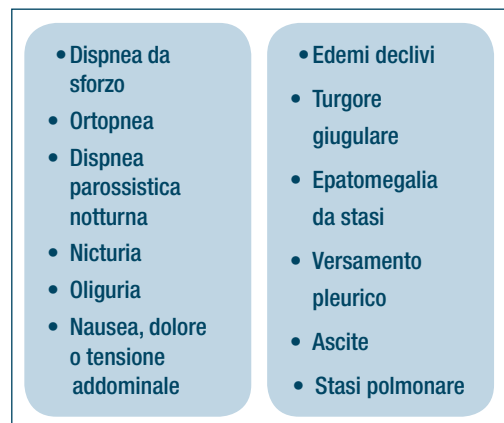 • Dispnea da
sforzo
• Ortopnea
• Dispnea
parossistica
notturna
• Nicturia
• Oliguria
• Nausea, dolore
o tensione
addominale
• Edemi declivi
• Turgore
giugulare
• Epatomegalia
da stasi
• Versamento
pleurico
• Ascite
• Stasi polmonare